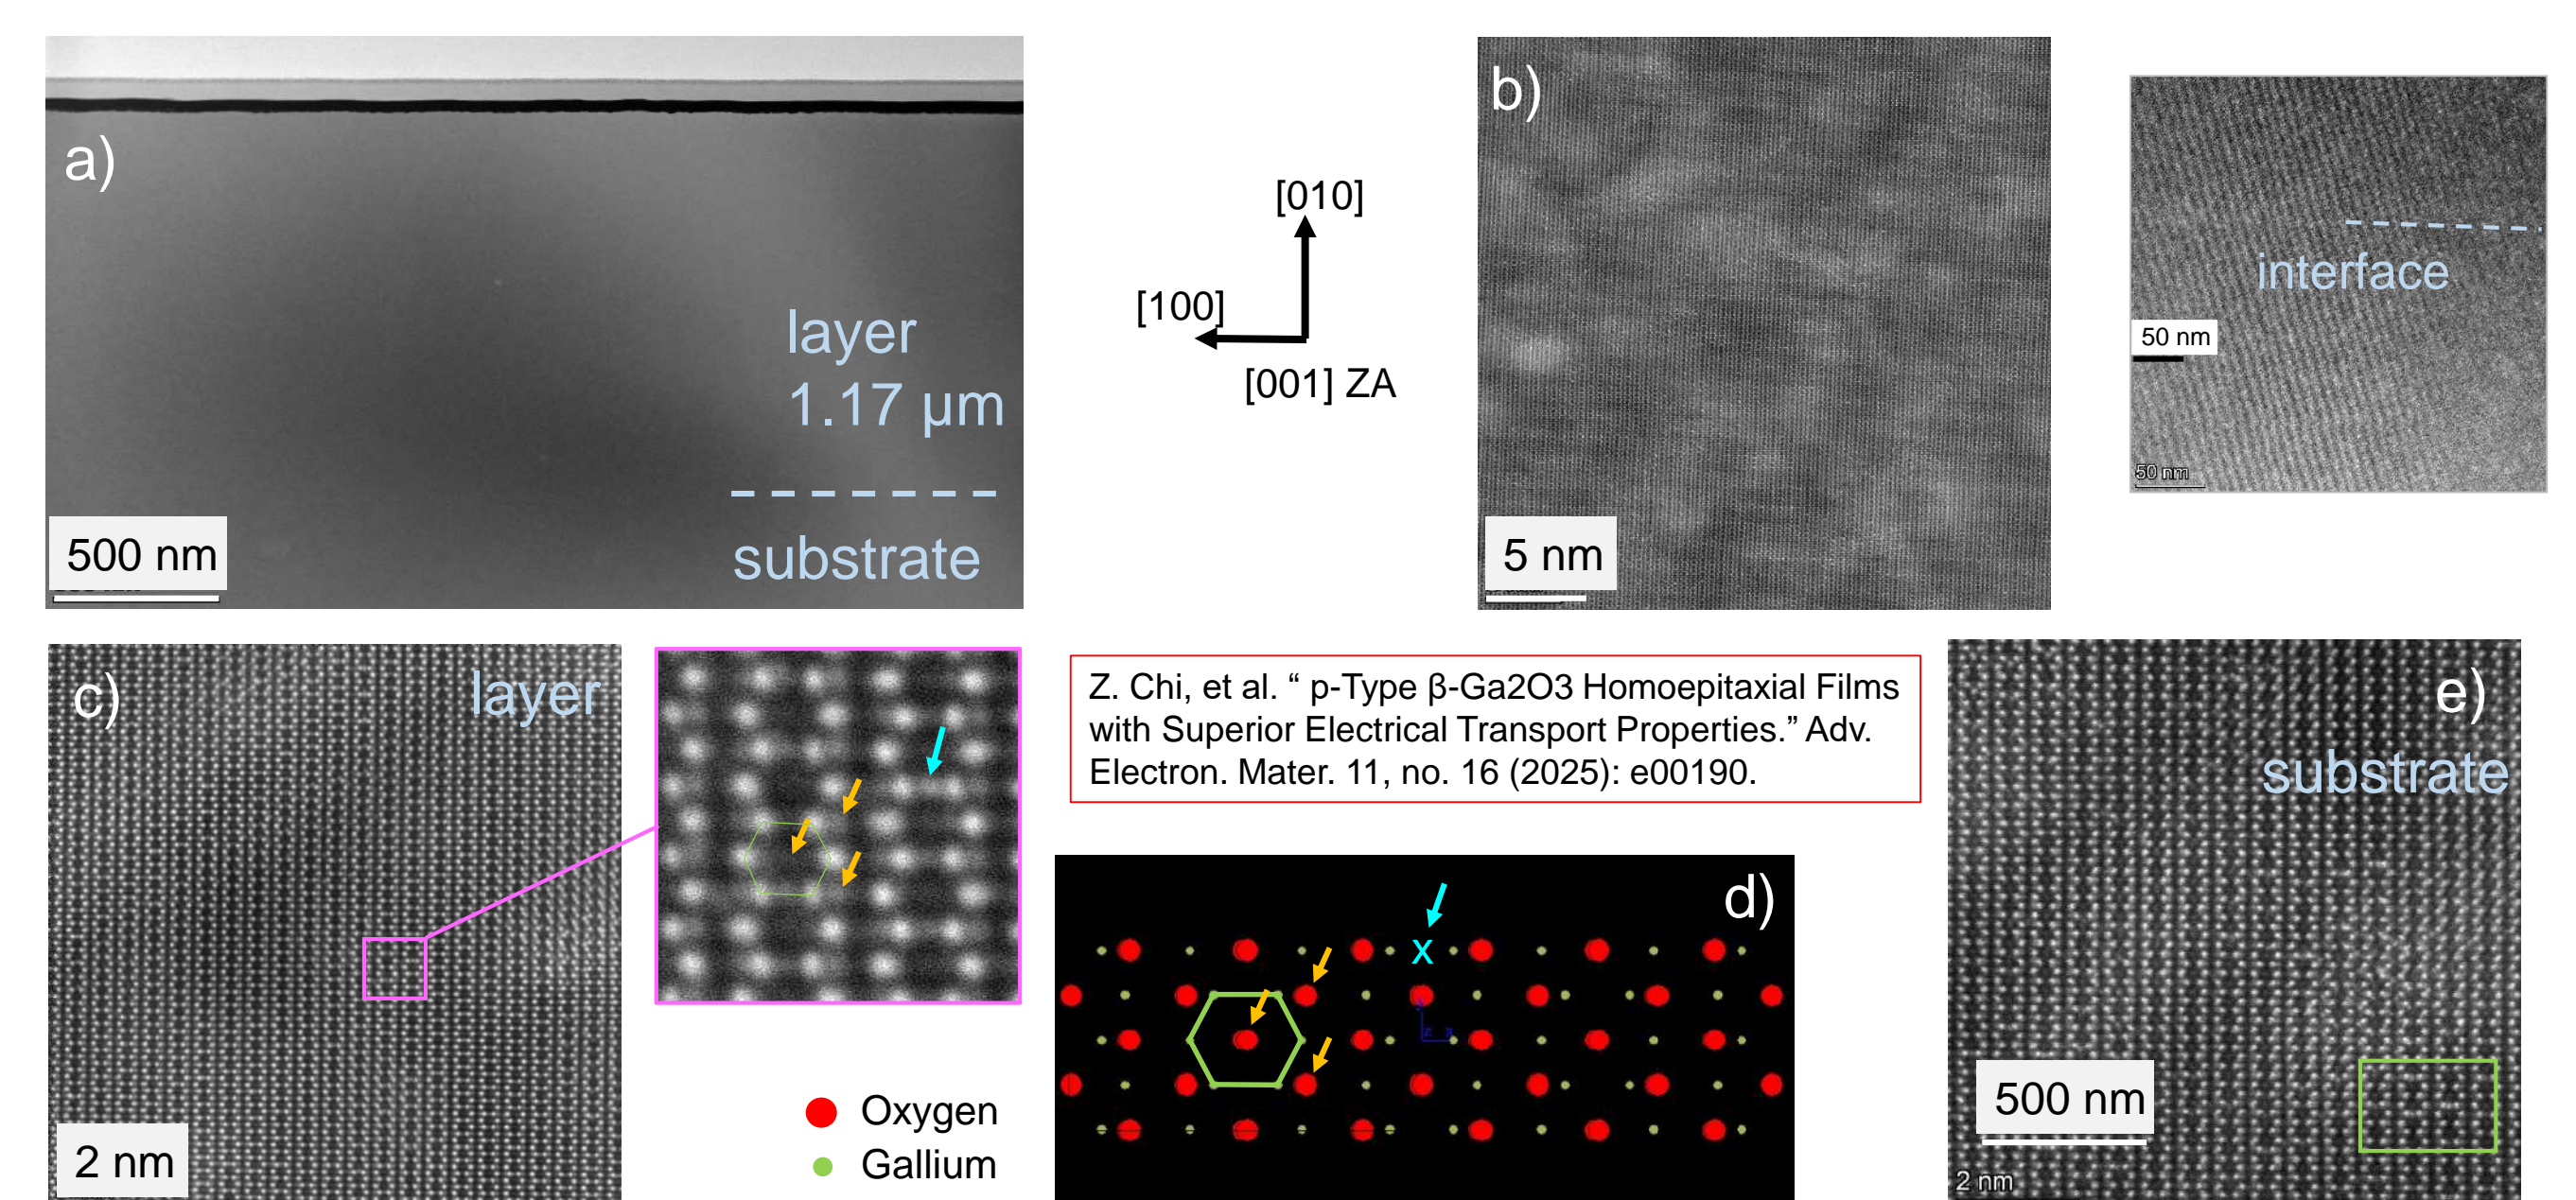 a)
layer
1.17 µm
substrate
500 nm
[010]
[100]
[001] ZA
b)
5 nm
interface
50 nm
50 nm
c)
layer
2 nm
Z. Chi, et al. “ p-Type β-Ga2O3 Homoepitaxial Films
with Superior Electrical Transport Properties.” Adv.
Electron. Mater. 11, no. 16 (2025): e00190.
Oxygen
Gallium
d)
x
z x
e)
substrate
500 nm
2 nm